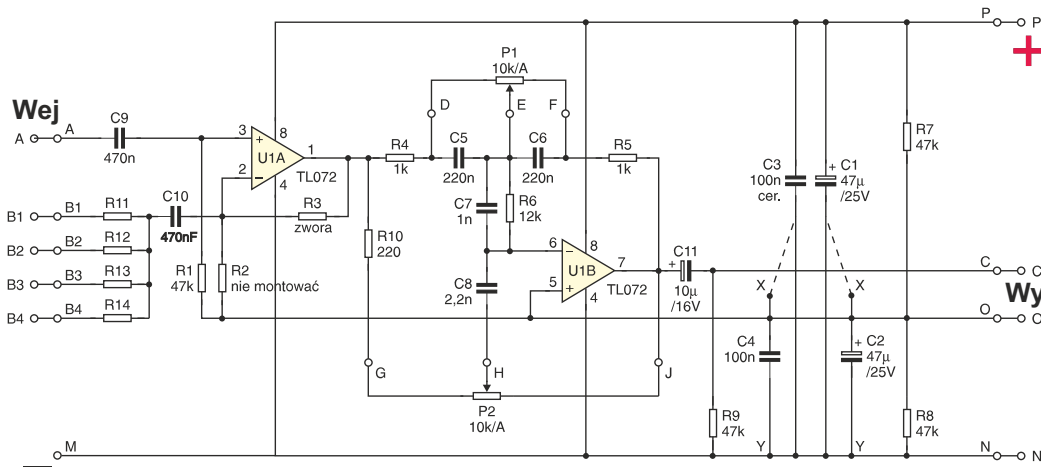 P
P
+
P1
10k/A
D
E
F
Wej
A
A
C9
470n
3
+
8
U1A
1
2
−
4
TL072
R4
1k
C5
220n
C6
220n
R5
1k
R7
47k
C3
100n
cer.
+
C1
47µ
/25V
R3
zwora
C7
1n
R6
12k
B1
B1
R11
C10
470nF
B2
B2
R12
B3
B3
R13
B4
B4
R14
R1
47k
R2
nie montować
R10
220
6
−
8
U1B
7
5
+
4
TL072
C8
2,2n
+
C11
10µ
/16V
X
X
C
C
Wy
O
O
C4
100n
+
C2
47µ
/25V
G
H
J
P2
10k/A
R9
47k
R8
47k
M
Y
Y
N
N